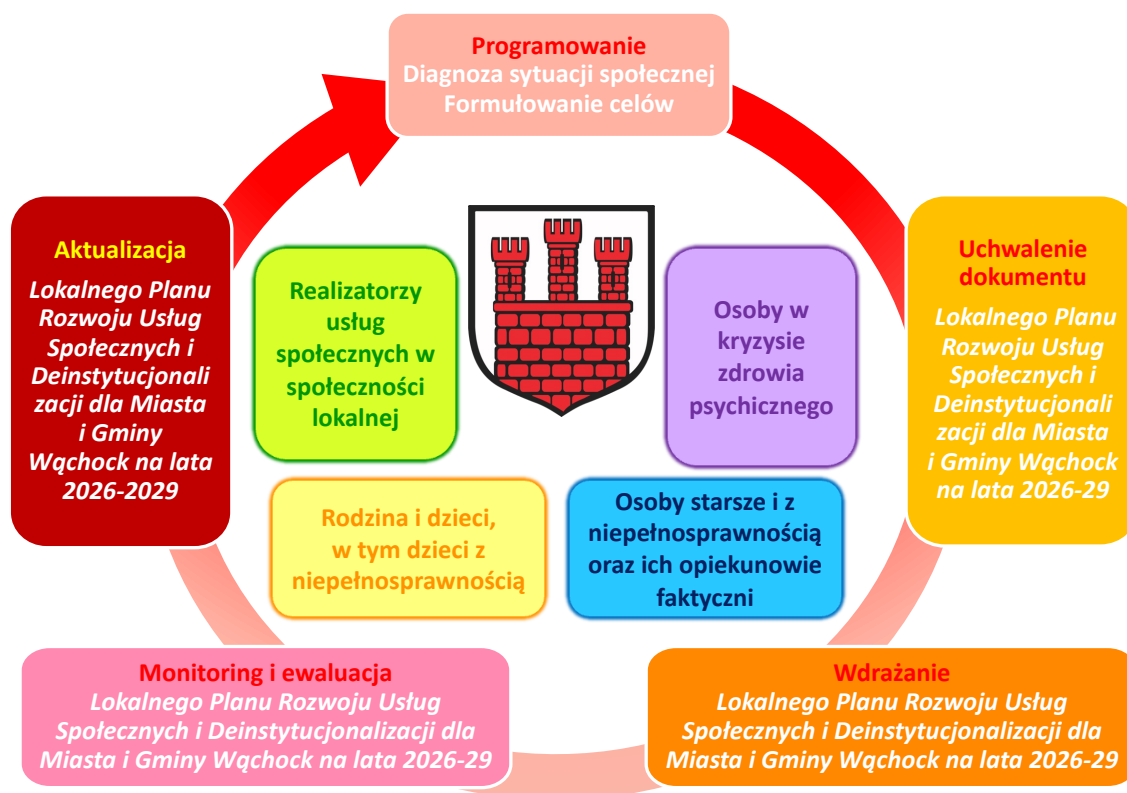 Programowanie
Diagnoza sytuacji społecznej
Formułowanie celów
Aktualizacja
Lokalnego Planu
Rozwoju Usług
Społecznych i
Deinstytucjonali
zacji dla Miasta
i Gminy
Wąchock na lata
2026-2029
Realizatorzy
usług
społecznych w
społeczności
lokalnej
Osoby w
kryzysie
zdrowia
psychicznego
Uchwalenie
dokumentu
Lokalnego Planu
Rozwoju Usług
Społecznych i
Deinstytucjonali
zacji dla Miasta
i Gminy Wąchock
na lata 2026-29
Rodzina i dzieci,
w tym dzieci z
niepełnosprawnością
Osoby starsze i z
niepełnosprawnością
oraz ich opiekunowie
faktyczni
Monitoring i ewaluacja
Lokalnego Planu Rozwoju Usług
Społecznych i Deinstytucjonalizacji dla
Miasta i Gminy Wąchock na lata 2026-29
Wdrażanie
Lokalnego Planu Rozwoju Usług
Społecznych i Deinstytucjonalizacji dla
Miasta i Gminy Wąchock na lata 2026-29